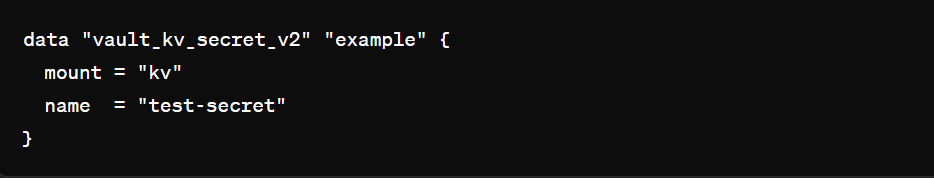 data "vault_kv_secret_v2" "example" {
  mount = "kv"
  name  = "test-secret"
}